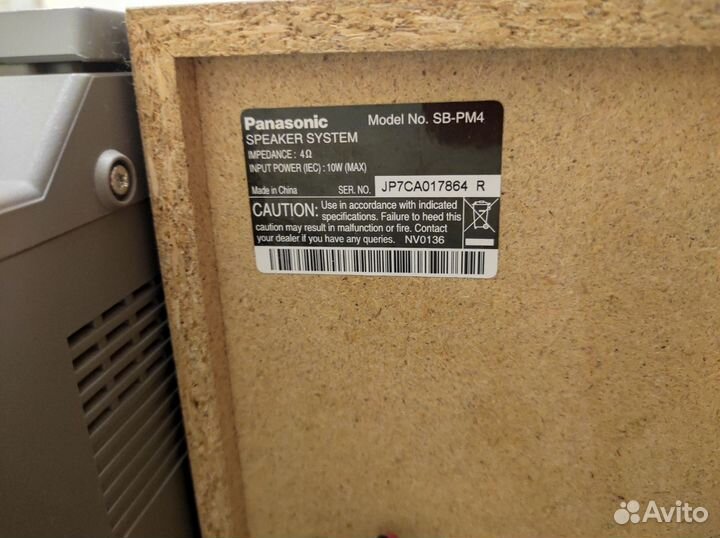 Panasonic Model No. SB-PM4
SPEAKER SYSTEM
IMPEDANCE : 4Ω
INPUT POWER (IEC) : 10W (MAX)
Made in China SER. NO. JP7CA017864 R
CAUTION: Use in accordance with indicated
specifications. Failure to heed this
caution may result in malfunction or fire. Contact
your dealer if you have any queries. NV0136
Avito